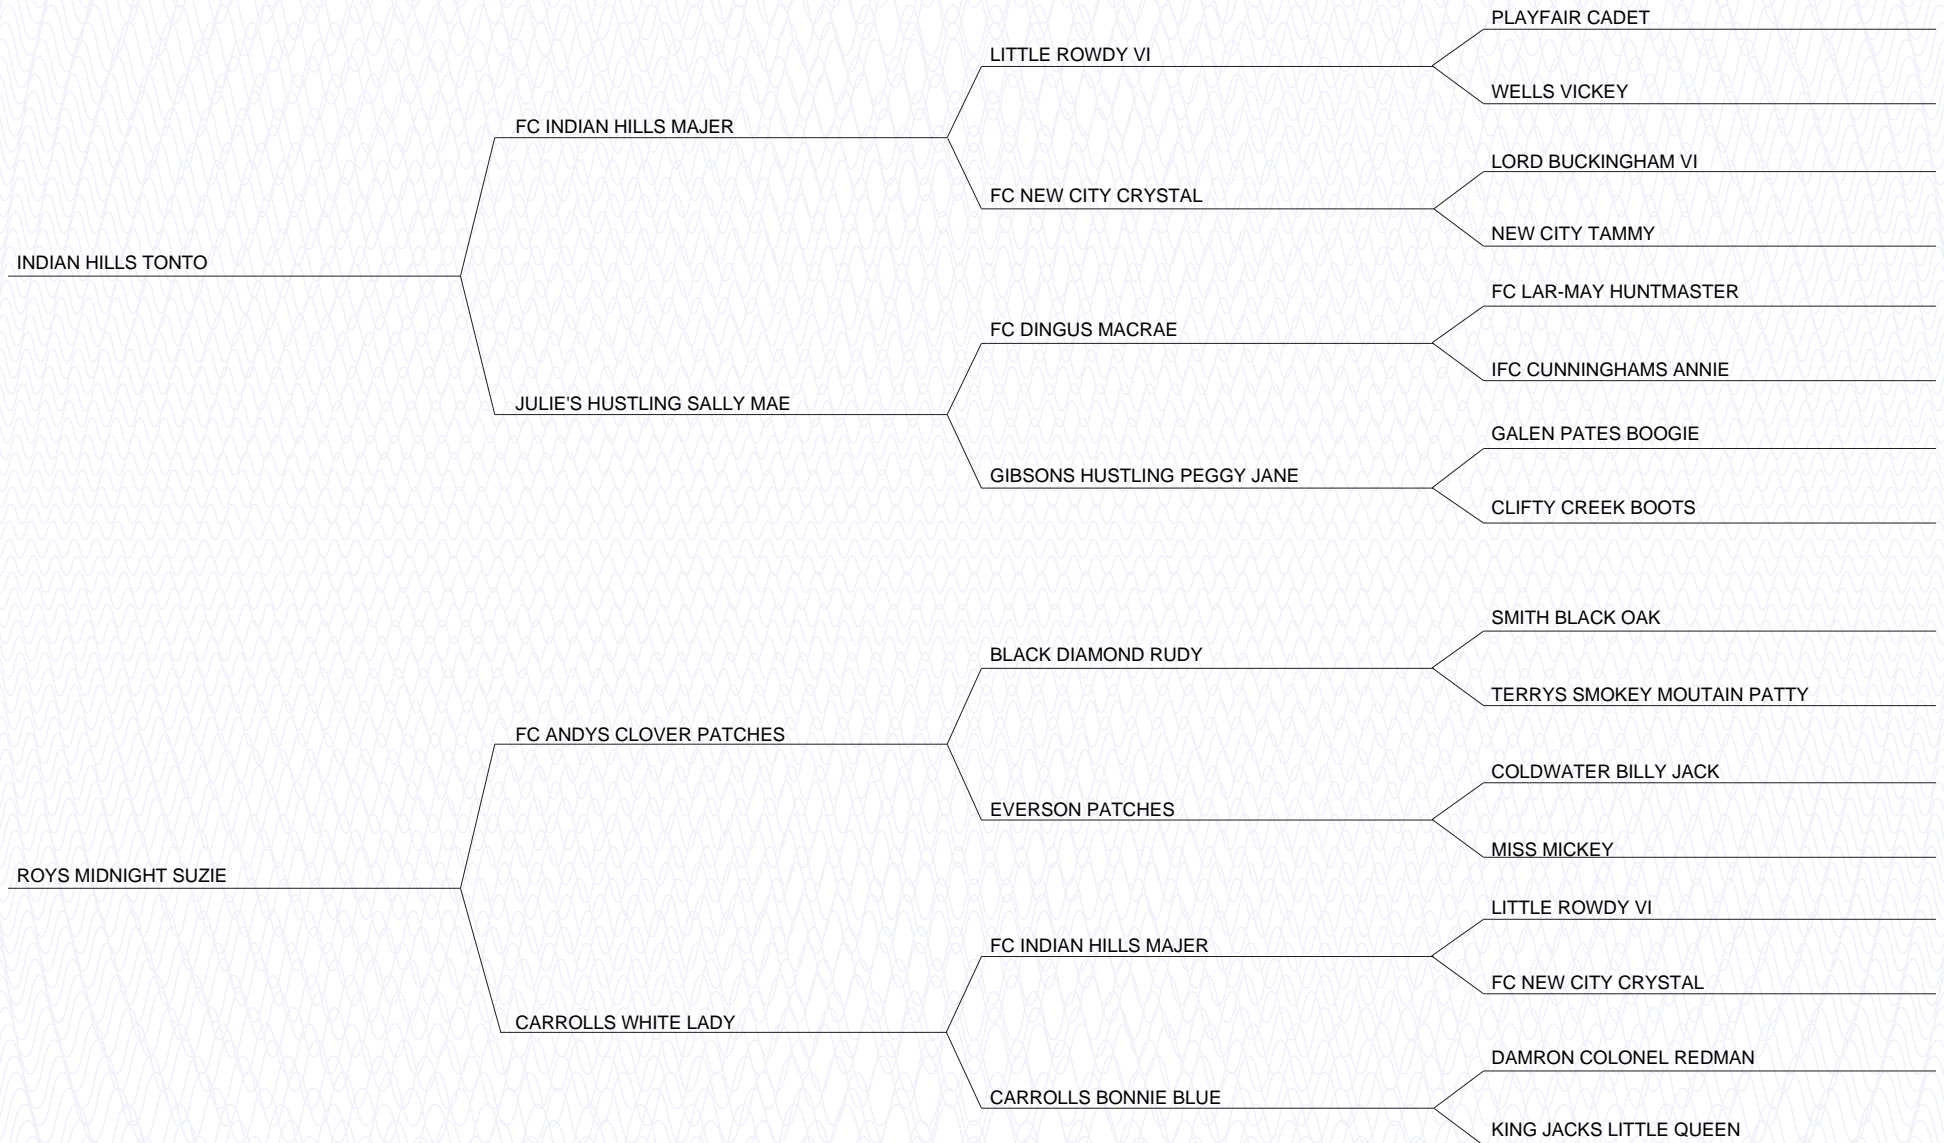 PLAYFAIR CADET
LITTLE ROWDY VI
WELLS VICKEY
FC INDIAN HILLS MAJER
LORD BUCKINGHAM VI
FC NEW CITY CRYSTAL
NEW CITY TAMMY
INDIAN HILLS TONTO
FC LAR-MAY HUNTMASTER
FC DINGUS MACRAE
IFC CUNNINGHAMS ANNIE
JULIE'S HUSTLING SALLY MAE
GALEN PATES BOOGIE
GIBSONS HUSTLING PEGGY JANE
CLIFTY CREEK BOOTS
SMITH BLACK OAK
BLACK DIAMOND RUDY
TERRYS SMOKEY MOUTAIN PATTY
FC ANDYS CLOVER PATCHES
COLDWATER BILLY JACK
EVERSON PATCHES
MISS MICKEY
ROYS MIDNIGHT SUZIE
LITTLE ROWDY VI
FC INDIAN HILLS MAJER
FC NEW CITY CRYSTAL
CARROLLS WHITE LADY
DAMRON COLONEL REDMAN
CARROLLS BONNIE BLUE
KING JACKS LITTLE QUEEN